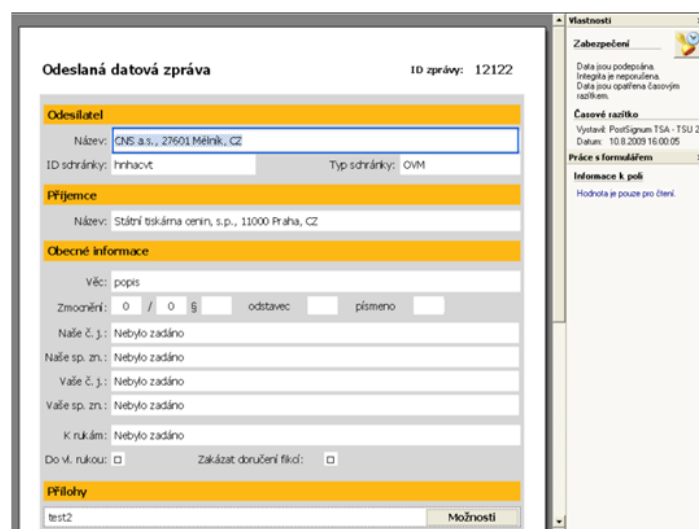 Odeslaná datová zpráva
ID zprávy: 12122
Odesílatel
Název: CNS a.s., 27601 Mělník, CZ
ID schránky: hnhacvt Typ schránky: OVM
Příjemce
Název: Státní tiskárna cenin, s.p., 11000 Praha, CZ
Obecné informace
Věc: popis
Zmocnění: 0 / 0 § odstavec písmeno
Naše č. j.: Nebylo zadáno
Naše sp. zn.: Nebylo zadáno
Vaše č. j.: Nebylo zadáno
Vaše sp. zn.: Nebylo zadáno
K rukám: Nebylo zadáno
Do vl. rukou: Zakázat doručení fikcí:
Přílohy
test2 Možnosti
Vlastnosti
Zabezpečení
Data jsou podepsána.
Integrita je neporušena.
Data jsou opatřena časovým
razítkem.
Časové razítko
Vystavil: PostSignum TSA - TSU 2
Datum: 10.8.2009 16:00:05
Práce s formulářem
Informace k poli
Hodnota je pouze pro čtení.